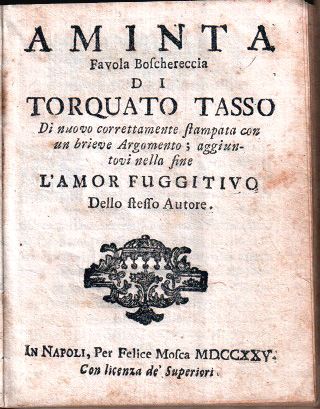 AMINTA
Favola Boſchereccia
DI
TORQUATO TASSO
Di nuovo correttamente ſtampata con
un brieve Argomento; aggiun-
tovi nella fine
L'AMOR FUGGITIVO
Dello ſteſſo Autore.
IN NAPOLI, Per Felice Moſca MDCCXXV.
Con licenza de' Superiori.